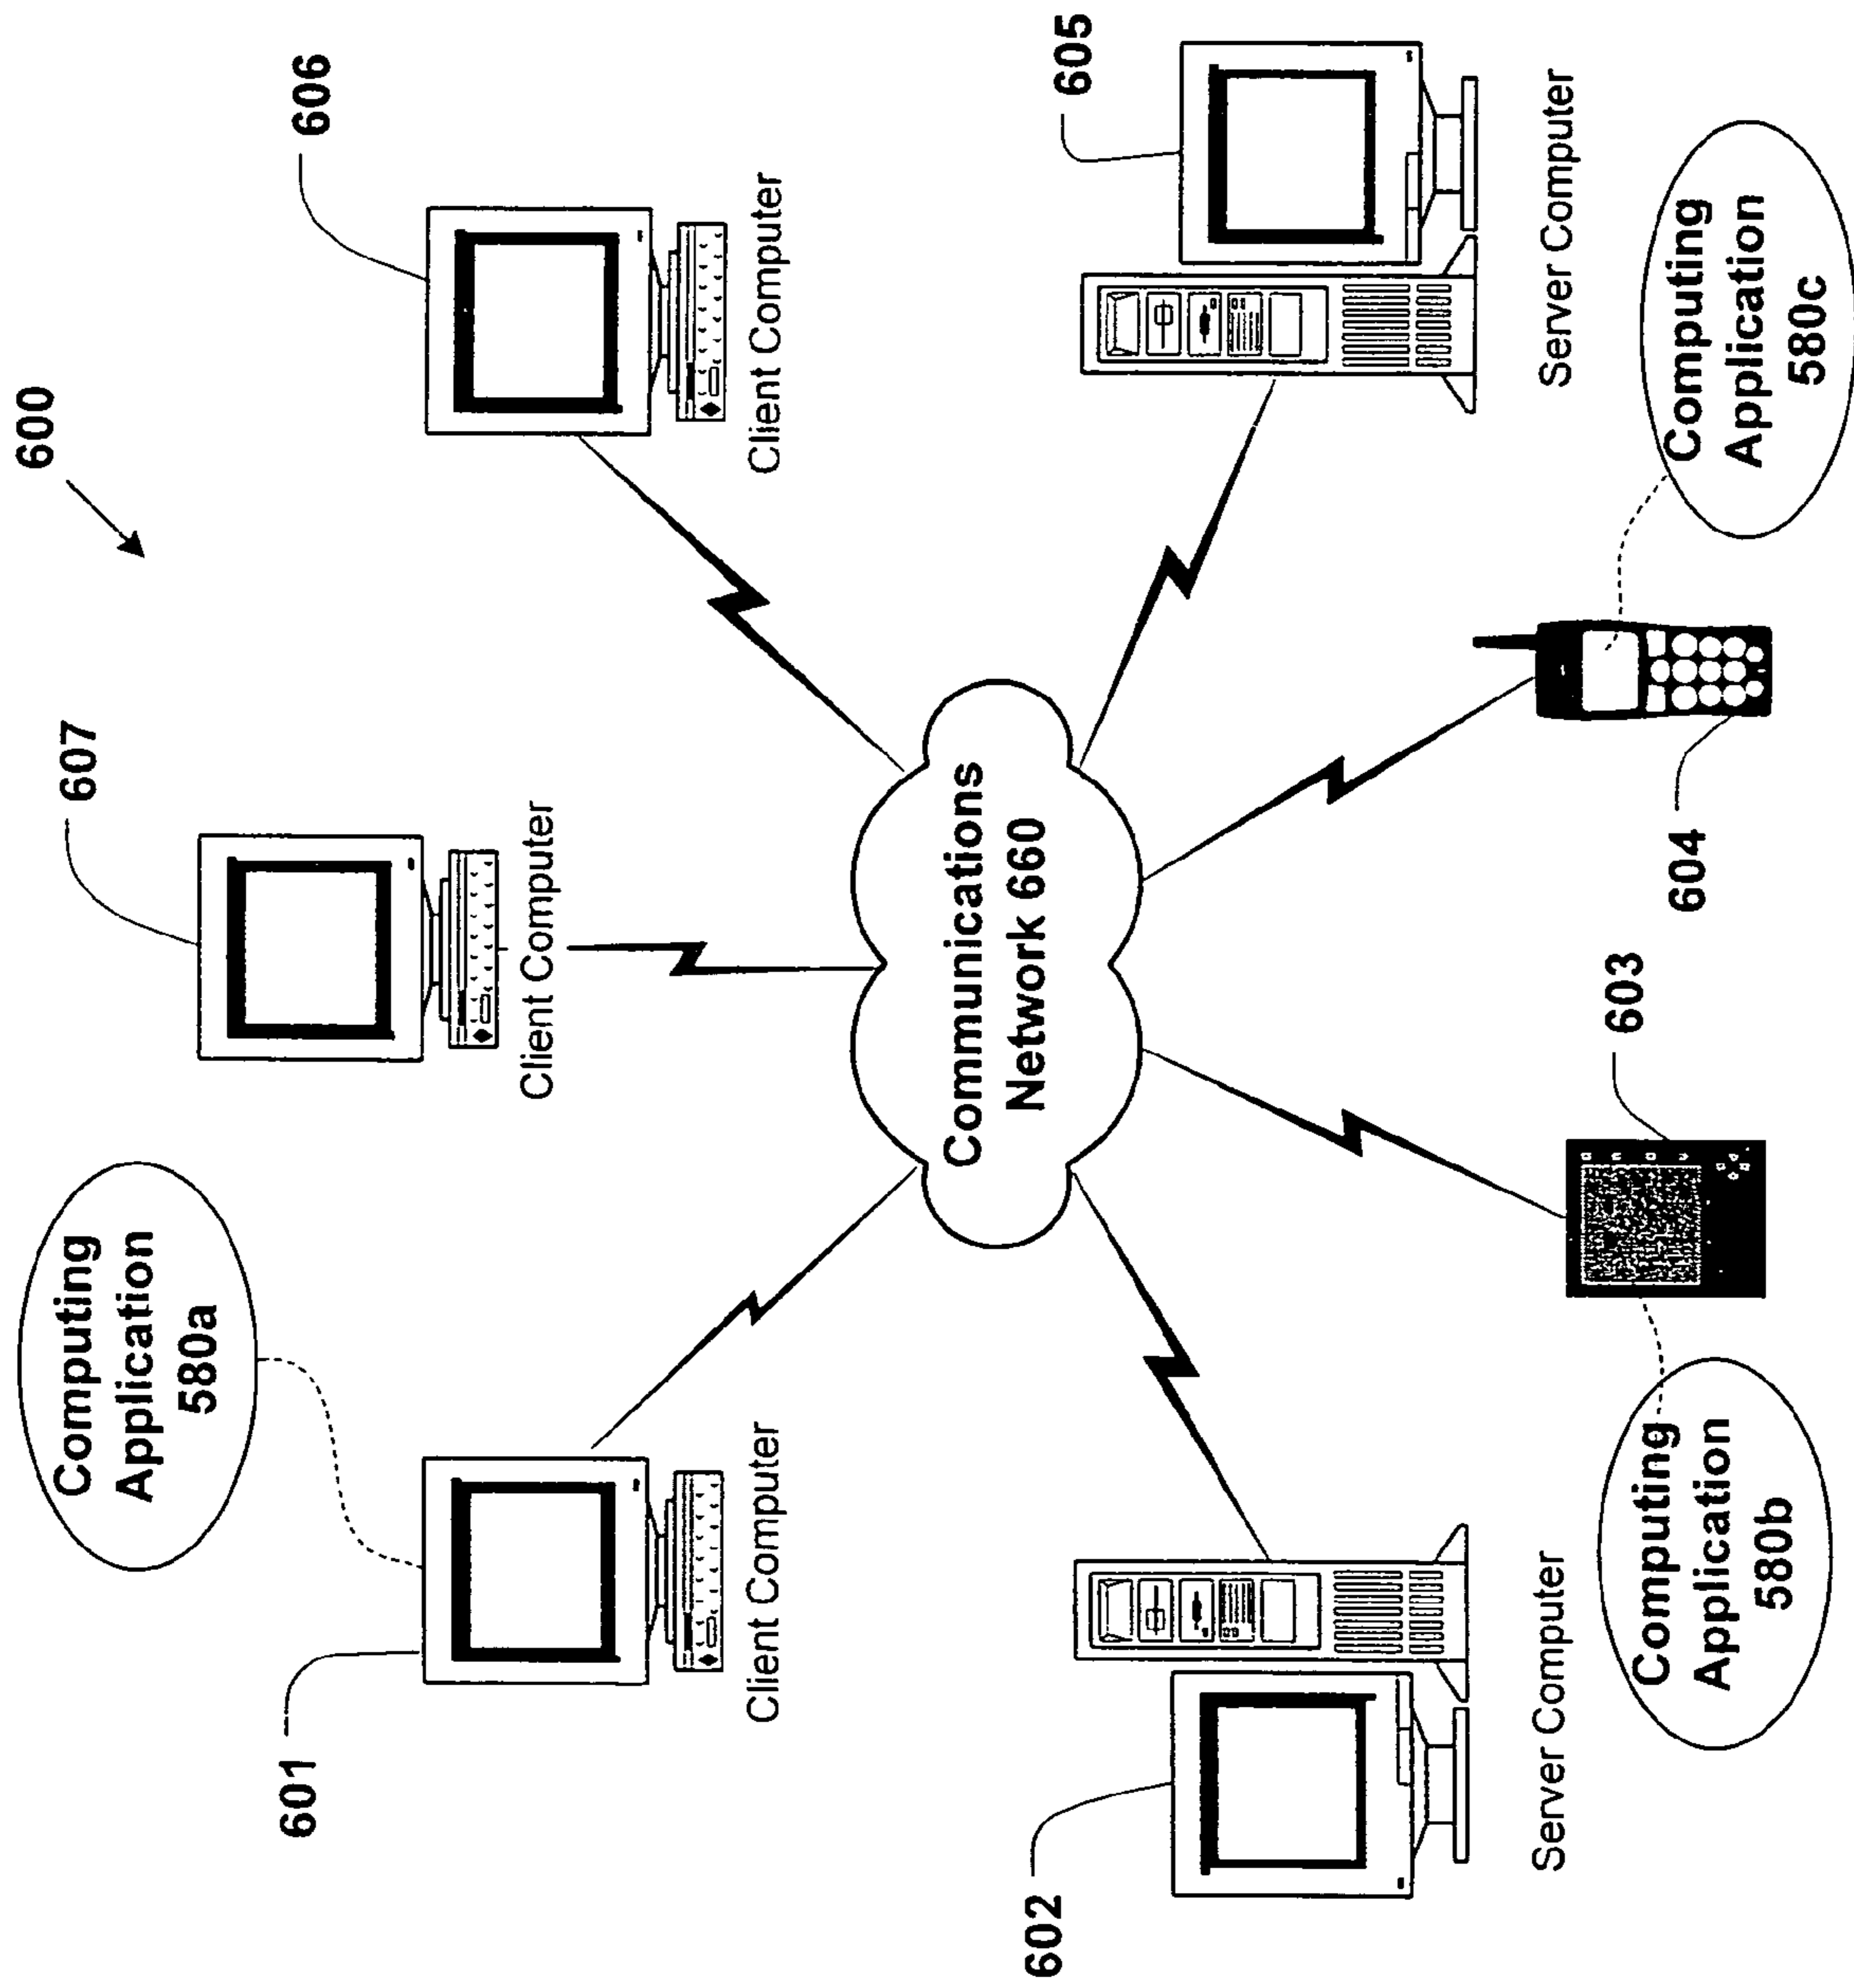 600
Computing
Application
580a
607
606
601
Client Computer
Client Computer
Client Computer
Communications
Network 660
602
605
Server Computer
603
604
Server Computer
Computing
Application
580b
Computing
Application
580c